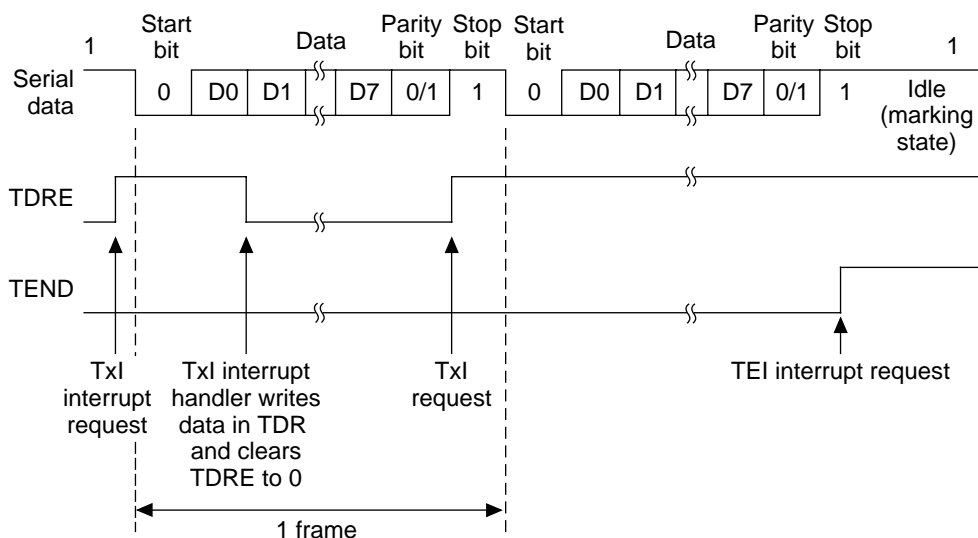 1
Start bit
Data
Parity bit
Stop bit
Start bit
Data
Parity bit
Stop bit
1
Serial data
0
D0
D1
D7
0/1
1
0
D0
D1
D7
0/1
1
Idle (marking state)
TDRE
TEND
TxI interrupt request
TxI interrupt handler writes data in TDR and clears TDRE to 0
TxI request
TEI interrupt request
1 frame